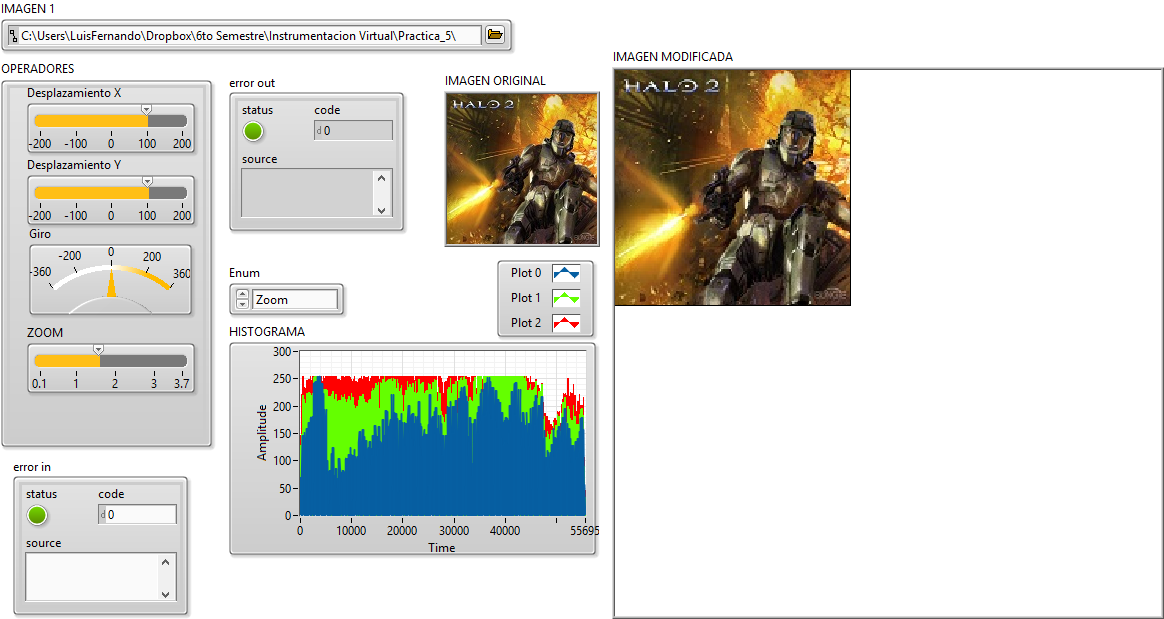 IMAGEN 1
C:\Users\LuisFernando\Dropbox\6to Semestre\Instrumentacion Virtual\Practica_5\
OPERADORES
Desplazamiento X
-200 -100 0 100 200
Desplazamiento Y
-200 -100 0 100 200
Giro
-360 -200 0 200 360
ZOOM
0.1 1 2 3 3.7
error in
status code
d 0
source
error out
status code
d 0
source
Enum
Zoom
IMAGEN ORIGINAL
HALO 2
BUNGIE
Plot 0
Plot 1
Plot 2
HISTOGRAMA
Amplitude
300
250
200
150
100
50
0
0 10000 20000 30000 40000 55695
Time
IMAGEN MODIFICADA
HALO 2
BUNGIE